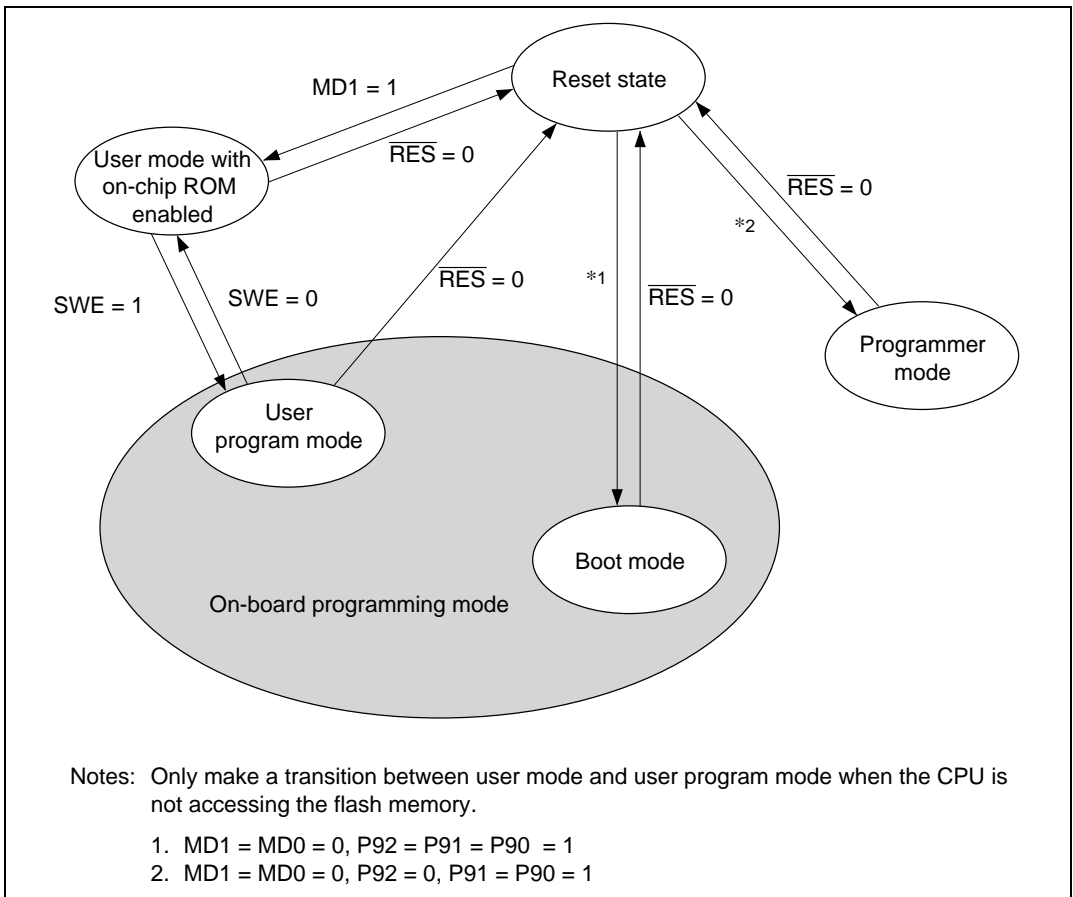 Reset state
MD1 = 1
RES = 0
User mode with
on-chip ROM
enabled
RES = 0
*2
RES = 0
*1
RES = 0
SWE = 1
SWE = 0
Programmer
mode
User
program mode
Boot mode
On-board programming mode
Notes: Only make a transition between user mode and user program mode when the CPU is
not accessing the flash memory.
1. MD1 = MD0 = 0, P92 = P91 = P90 = 1
2. MD1 = MD0 = 0, P92 = 0, P91 = P90 = 1